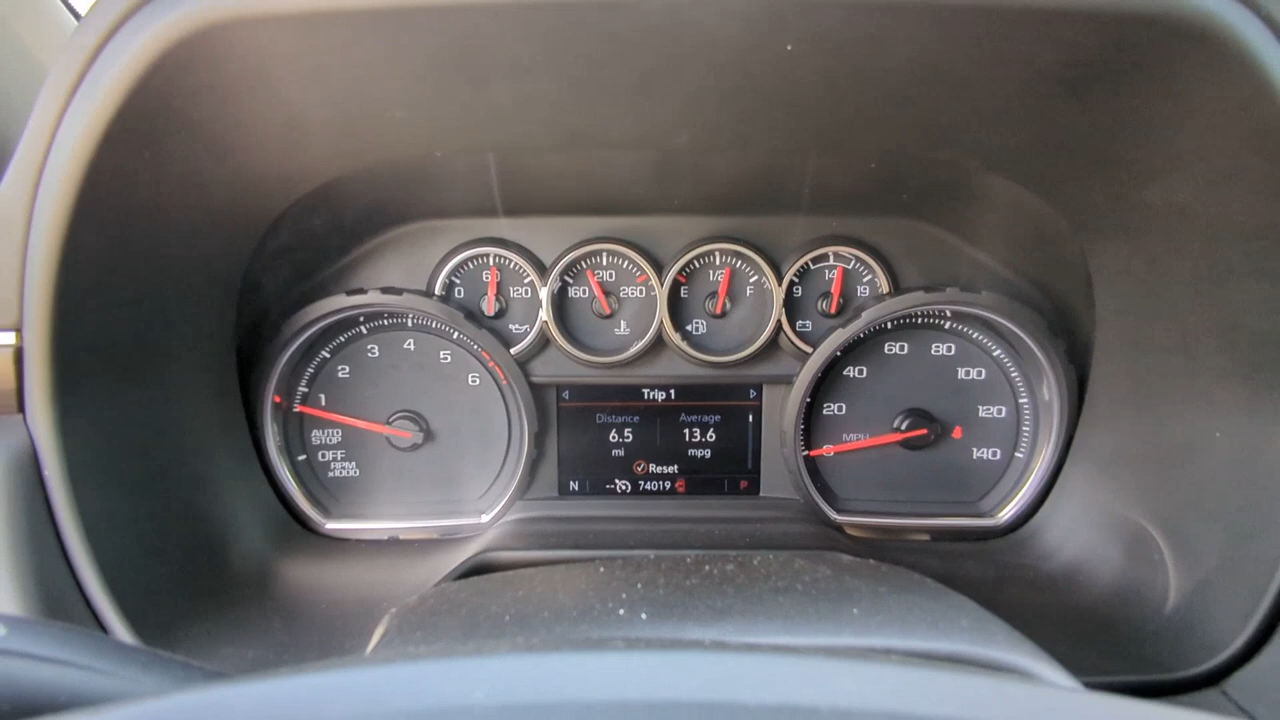 0 60 120
160 210 260
E 1/2 F
9 14 19
1 2 3 4 5 6
AUTO
STOP
OFF
RPM
x1000
Trip 1
Distance Average
6.5 13.6
mi mpg
Reset
N -- 74019 P
20 40 60 80 100 120 140
MPH